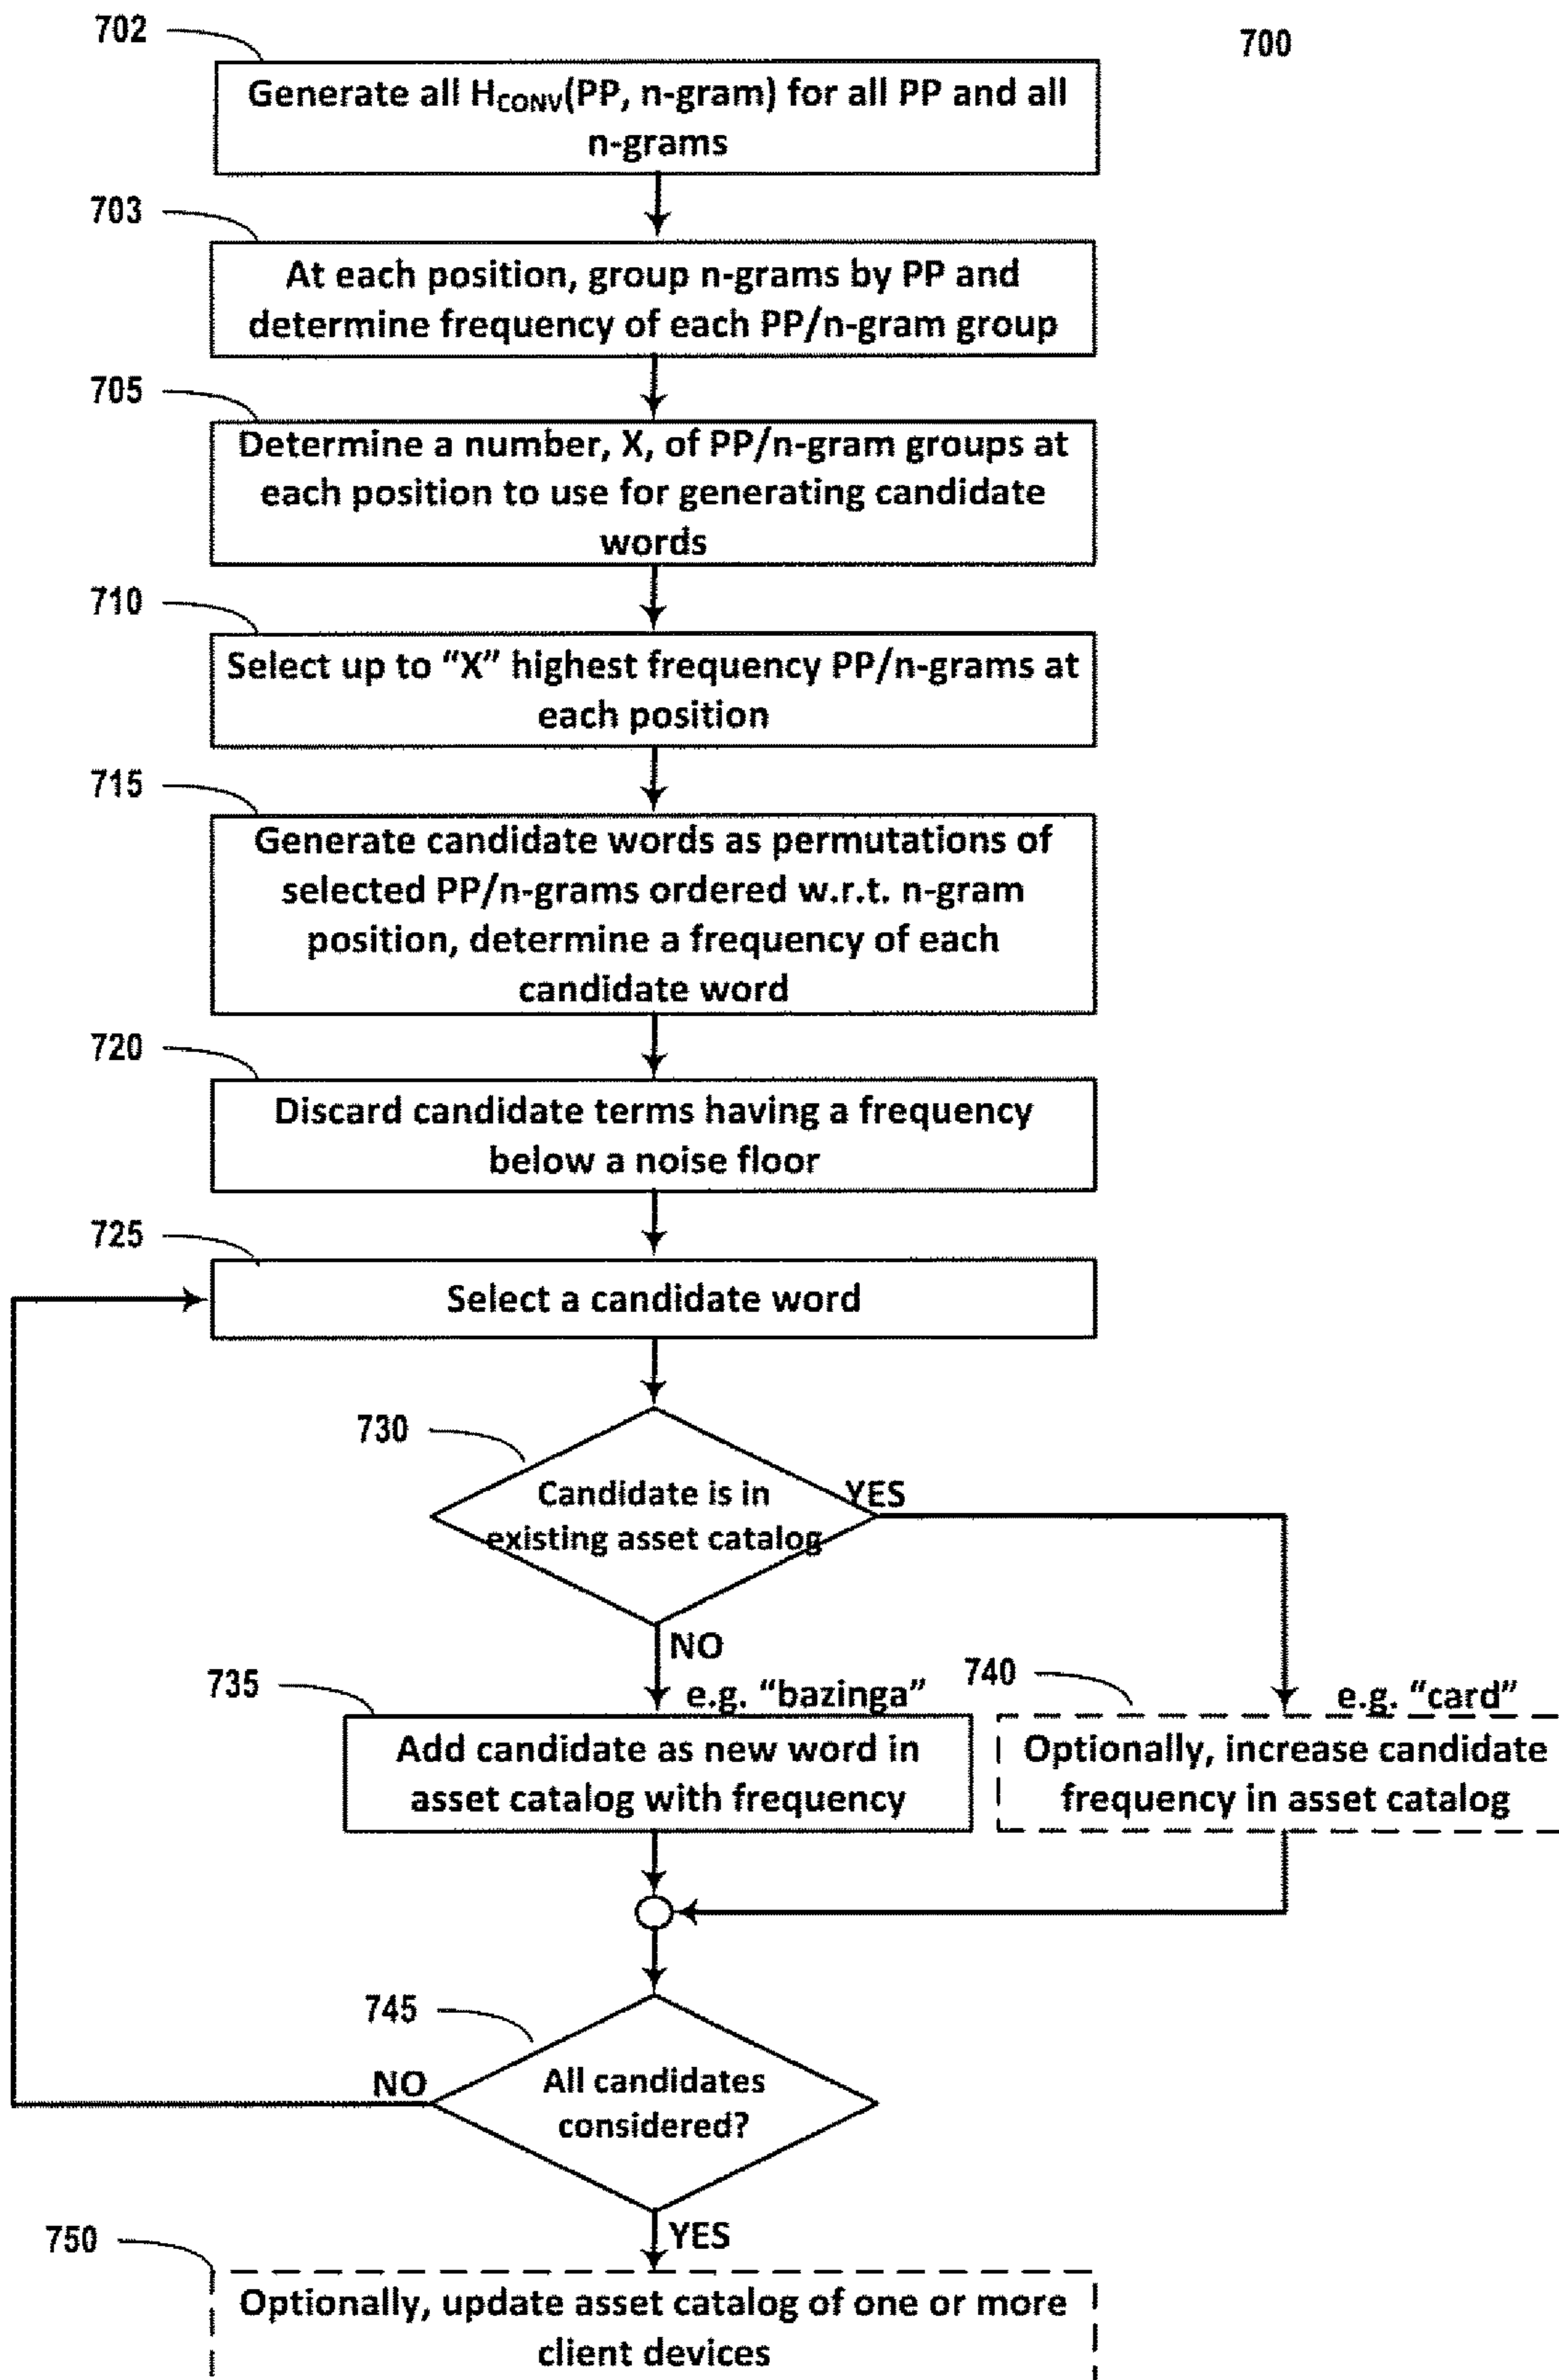 702
700
Generate all HCONV(PP, n-gram) for all PP and all
n-grams
703
At each position, group n-grams by PP and
determine frequency of each PP/n-gram group
705
Determine a number, X, of PP/n-gram groups at
each position to use for generating candidate
words
710
Select up to “X” highest frequency PP/n-grams at
each position
715
Generate candidate words as permutations of
selected PP/n-grams ordered w.r.t. n-gram
position, determine a frequency of each
candidate word
720
Discard candidate terms having a frequency
below a noise floor
725
Select a candidate word
730
Candidate is in
existing asset catalog
YES
NO
735
e.g. “bazinga”
740
e.g. “card”
Add candidate as new word in
asset catalog with frequency
Optionally, increase candidate
frequency in asset catalog
745
NO
All candidates
considered?
YES
750
Optionally, update asset catalog of one or more
client devices